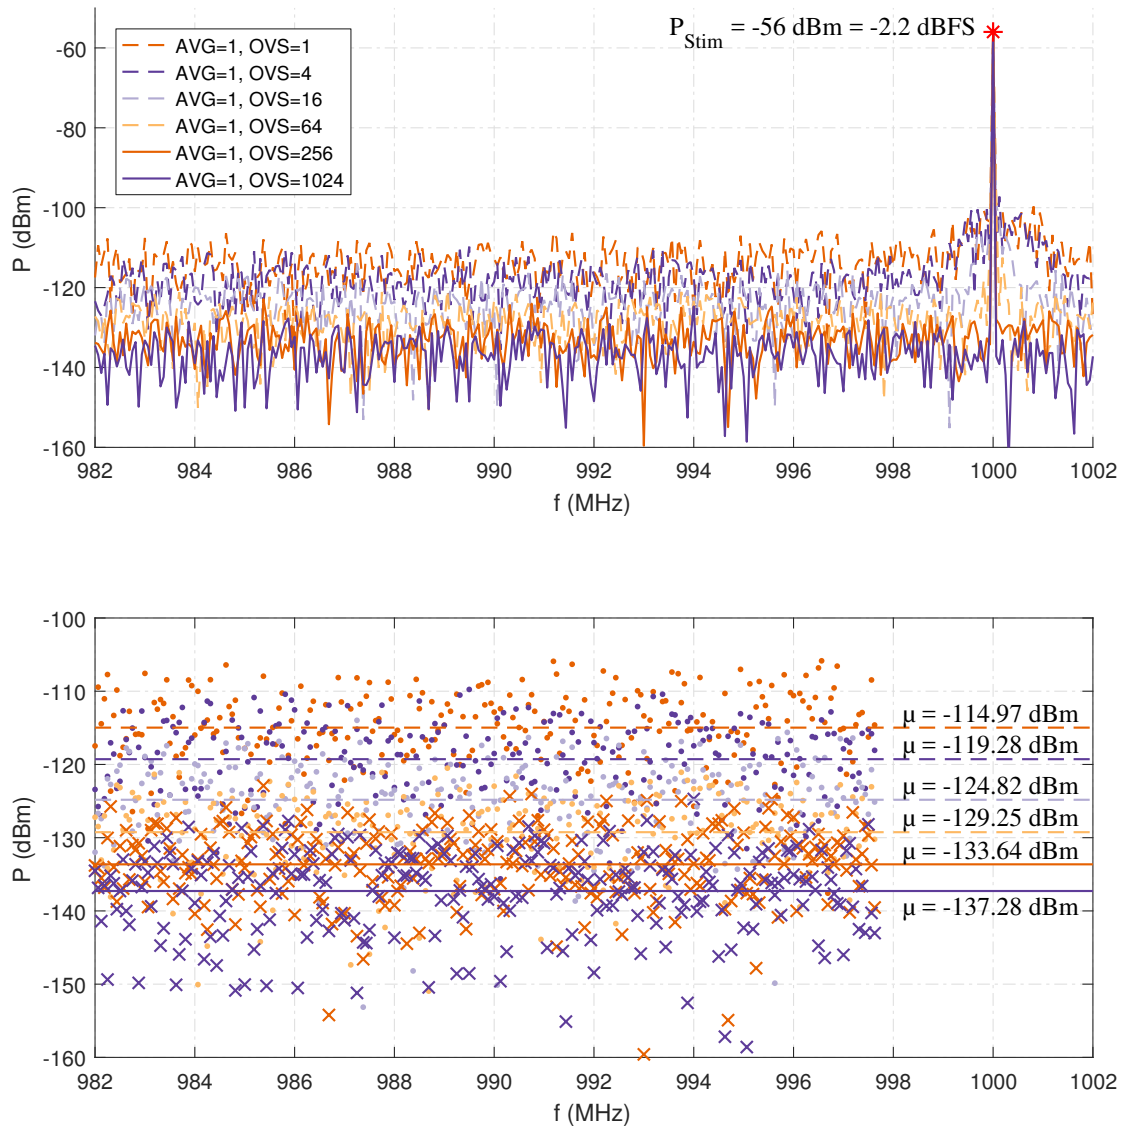 P_Stim = -56 dBm = -2.2 dBFS
AVG=1, OVS=1
AVG=1, OVS=4
AVG=1, OVS=16
AVG=1, OVS=64
AVG=1, OVS=256
AVG=1, OVS=1024
P (dBm)
-60
-80
-100
-120
-140
-160
982 984 986 988 990 992 994 996 998 1000 1002
f (MHz)
P (dBm)
-100
-110
-120
-130
-140
-150
-160
μ = -114.97 dBm
μ = -119.28 dBm
μ = -124.82 dBm
μ = -129.25 dBm
μ = -133.64 dBm
μ = -137.28 dBm
982 984 986 988 990 992 994 996 998 1000 1002
f (MHz)